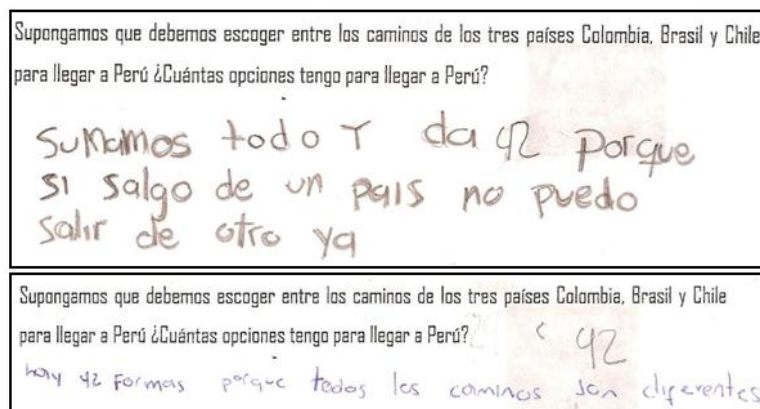 Supongamos que debemos escoger entre los caminos de los tres países Colombia, Brasil y Chile
para llegar a Perú ¿Cuántas opciones tengo para llegar a Perú?
Sumamos todo Y da 42 Porque
si salgo de un pais no puedo
salir de otro ya
Supongamos que debemos escoger entre los caminos de los tres países Colombia, Brasil y Chile
para llegar a Perú ¿Cuántas opciones tengo para llegar a Perú? 42
hay 42 Formas porque todos los caminos son diferentes